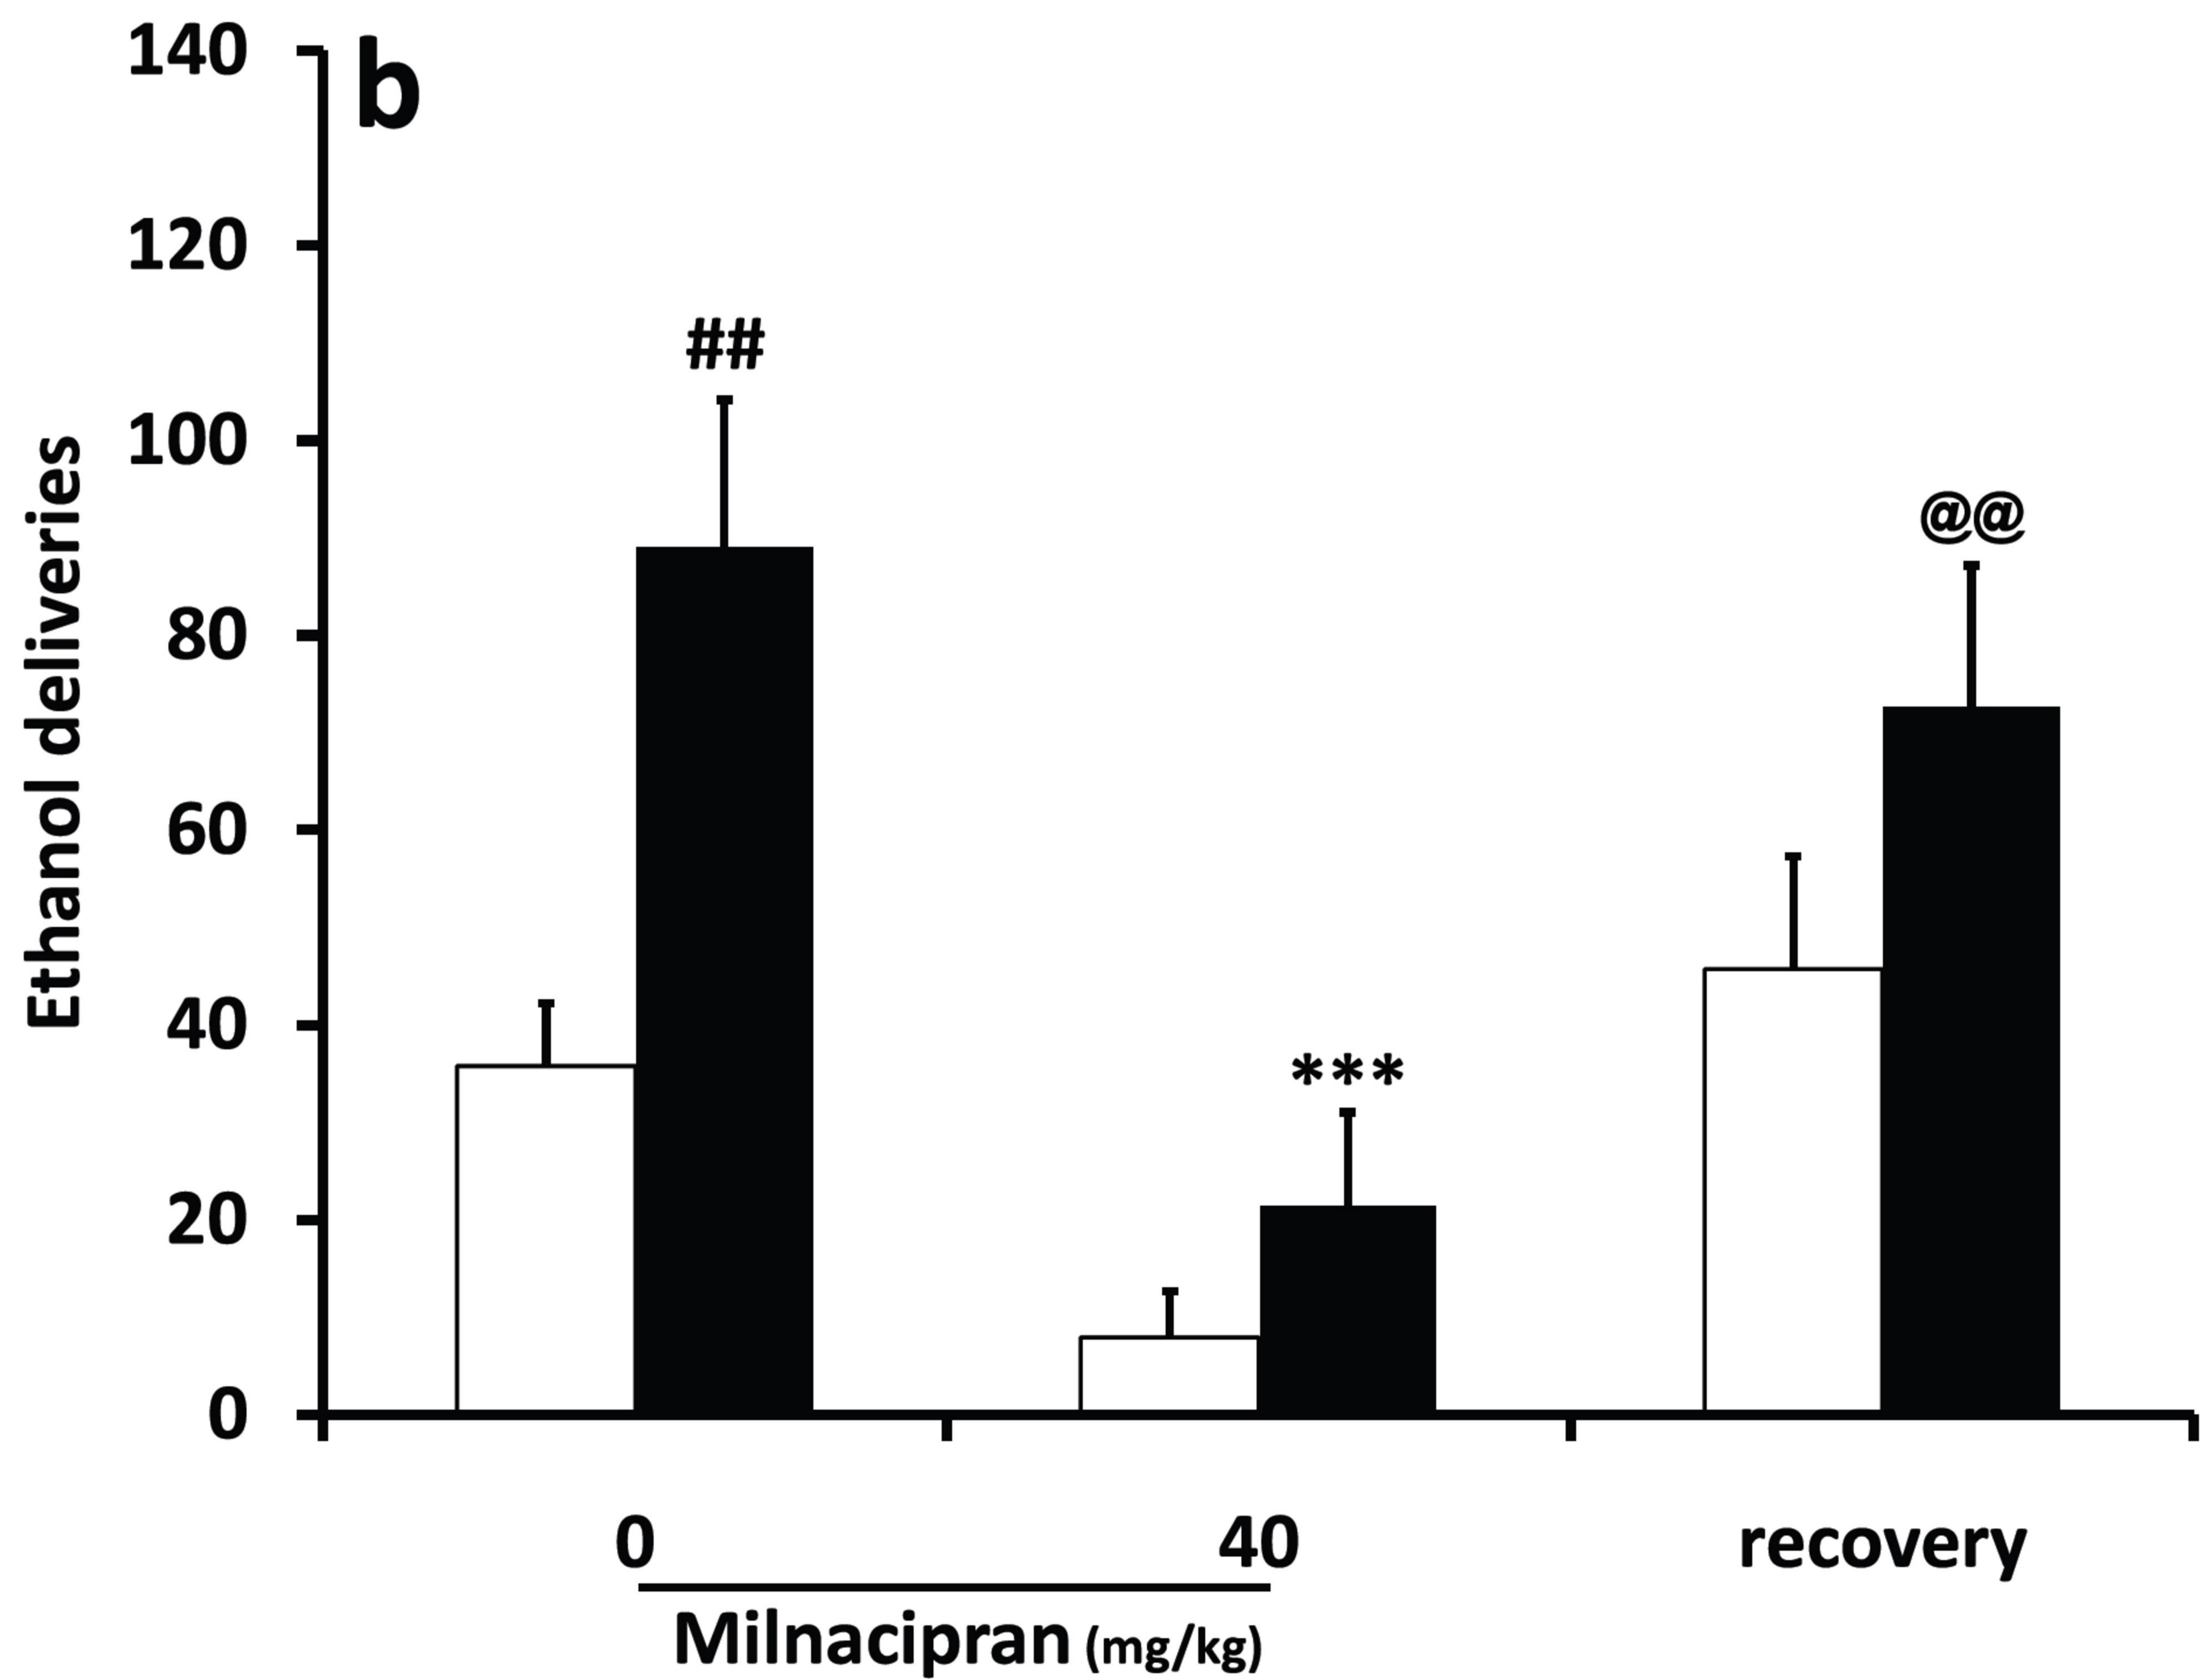 b
140
120
100
80
60
40
20
0
Ethanol deliveries
##
***
@@
0 40 recovery
Milnacipran (mg/kg)